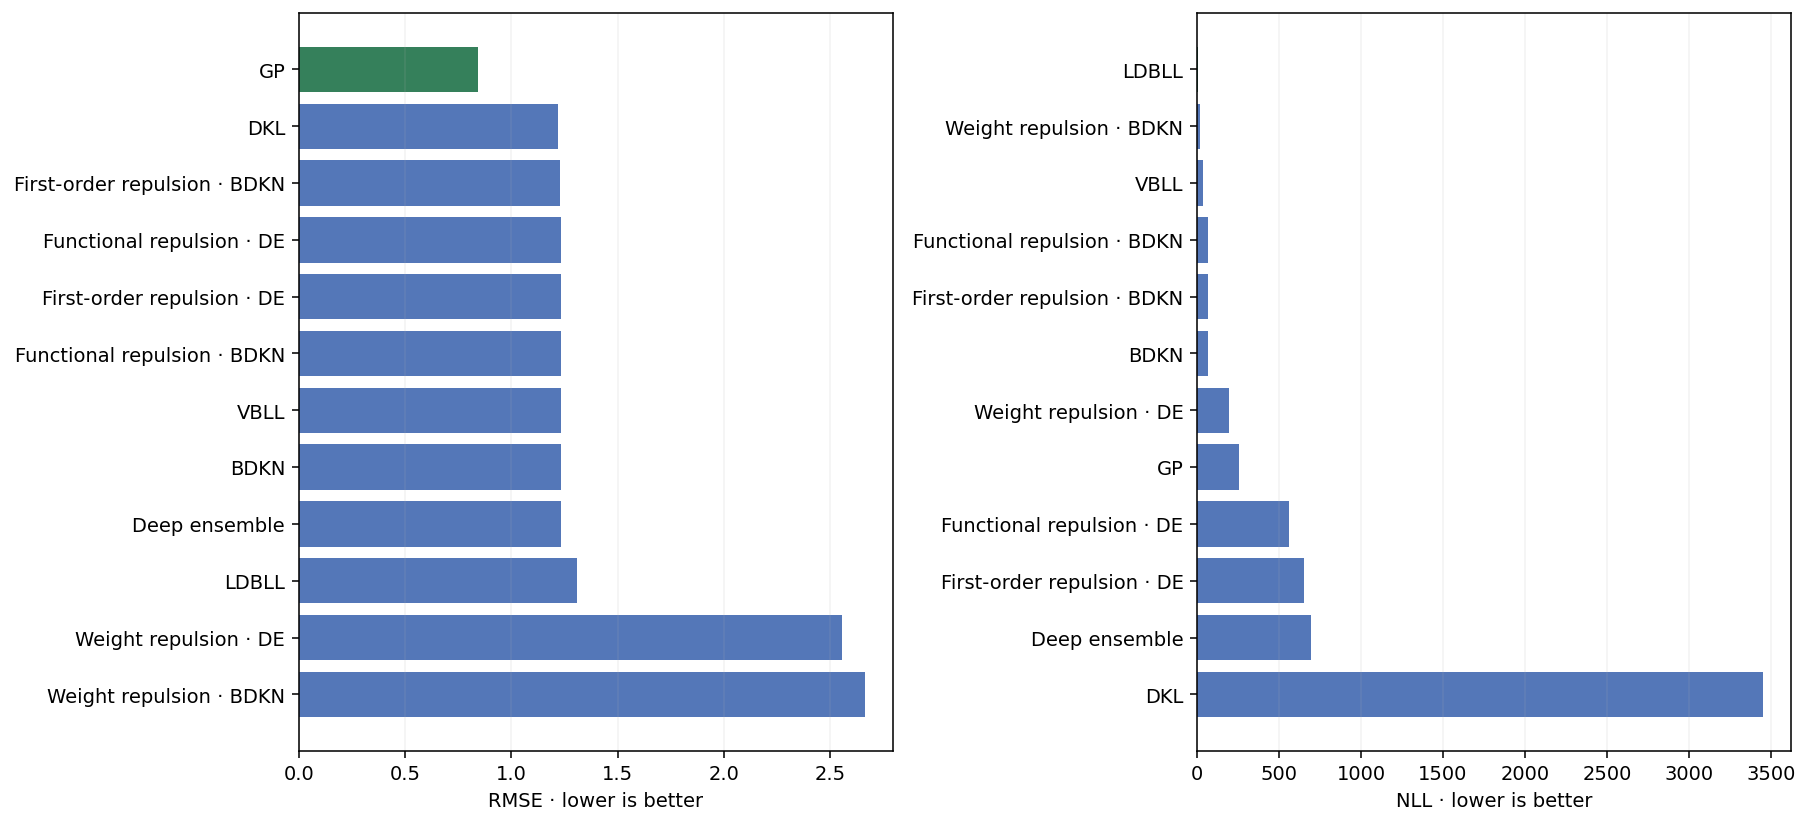 GP
DKL
First-order repulsion · BDKN
Functional repulsion · DE
First-order repulsion · DE
Functional repulsion · BDKN
VBLL
BDKN
Deep ensemble
LDBLL
Weight repulsion · DE
Weight repulsion · BDKN
0.0 0.5 1.0 1.5 2.0 2.5
RMSE · lower is better
LDBLL
Weight repulsion · BDKN
VBLL
Functional repulsion · BDKN
First-order repulsion · BDKN
BDKN
Weight repulsion · DE
GP
Functional repulsion · DE
First-order repulsion · DE
Deep ensemble
DKL
0 500 1000 1500 2000 2500 3000 3500
NLL · lower is better